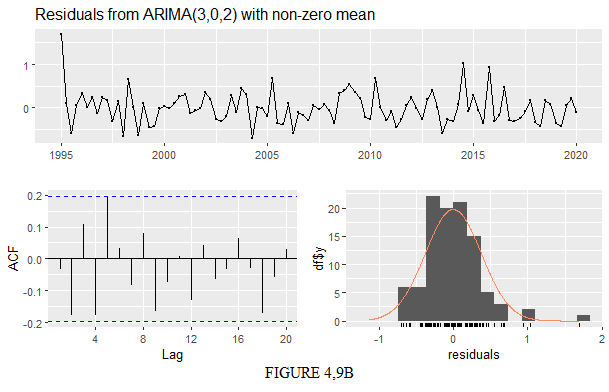 Residuals from ARIMA(3,0,2) with non-zero mean
1
0
1995 2000 2005 2010 2015 2020
ACF
0.2
0.1
0.0
-0.1
-0.2
4 8 12 16 20
Lag
df$y
20
15
10
5
0
-1 0 1 2
residuals
FIGURE 4,9B